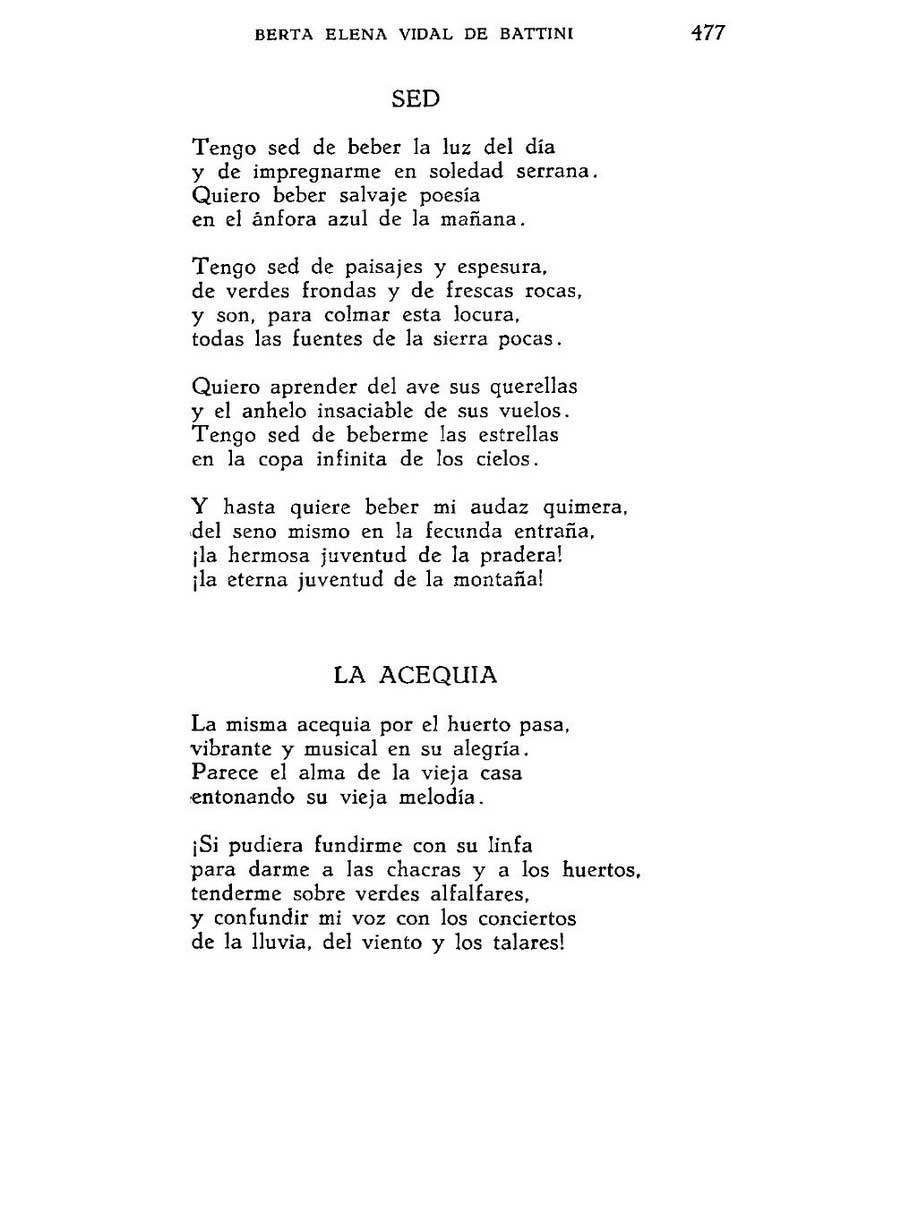 BERTA ELENA VIDAL DE BATTINI 477
SED
Tengo sed de beber la luz del día
y de impregnarme en soledad serrana.
Quiero beber salvaje poesía
en el ánfora azul de la mañana.
Tengo sed de paisajes y espesura,
de verdes frondas y de frescas rocas,
y son, para colmar esta locura,
todas las fuentes de la sierra pocas.
Quiero aprender del ave sus querellas
y el anhelo insaciable de sus vuelos.
Tengo sed de beberme las estrellas
en la copa infinita de los cielos.
Y hasta quiere beber mi audaz quimera,
del seno mismo en la fecunda entraña,
¡la hermosa juventud de la pradera!
¡la eterna juventud de la montaña!
LA ACEQUIA
La misma acequia por el huerto pasa,
vibrante y musical en su alegría.
Parece el alma de la vieja casa
entonando su vieja melodía.
¡Si pudiera fundirme con su linfa
para darme a las chacras y a los huertos,
tenderme sobre verdes alfalfares,
y confundir mi voz con los conciertos
de la lluvia, del viento y los talares!